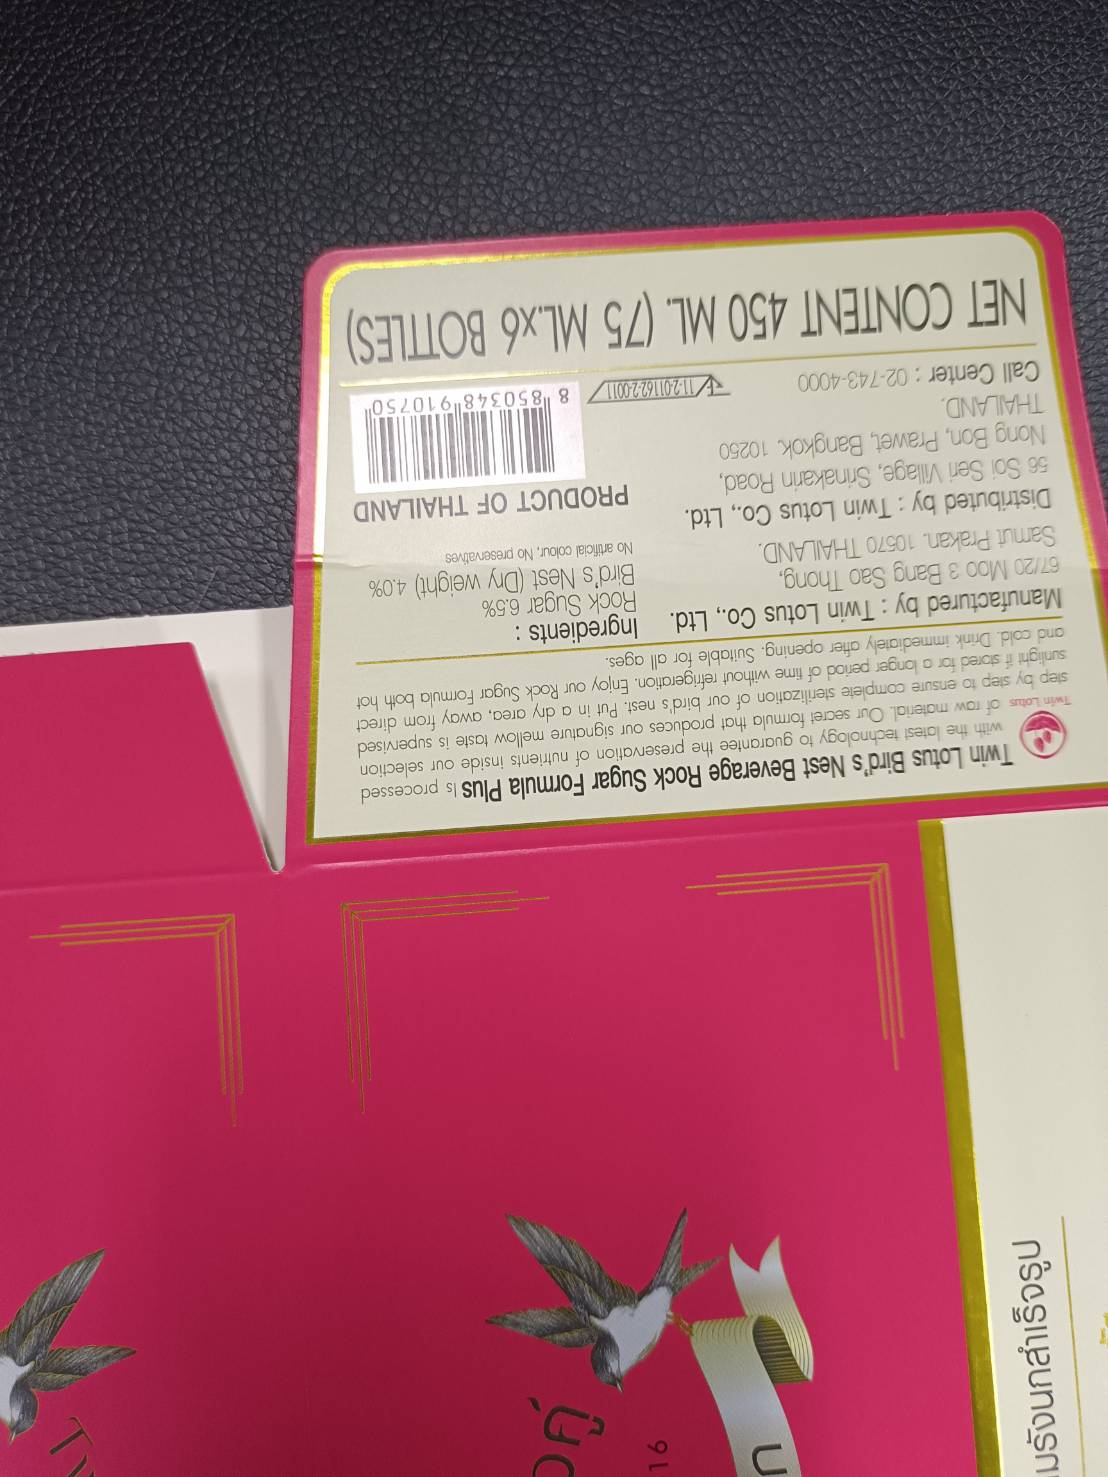 Twin Lotus Bird's Nest Beverage Rock Sugar Formula Plus Is processed
with the latest technology to guarantee the preservation of nutrients inside our selection
Twin Lotus
of raw material. Our secret formula that produces our signature mellow taste is supervised
step by step to ensure complete sterilization of our bird's nest. Put in a dry area, away from direct
sunlight if stored for a longer period of time without refrigeration. Enjoy our Rock Sugar Formula both hot
and cold. Drink immediately after opening. Suitable for all ages.
Manufactured by : Twin Lotus Co., Ltd.
67/20 Moo 3 Bang Sao Thong,
Samut Prakan. 10570 THAILAND.
Distributed by : Twin Lotus Co., Ltd.
56 Soi Seri Village, Srinakarin Road,
Nong Bon, Prawet, Bangkok. 10250
THAILAND.
Call Center : 02-743-4000
Ingredients :
Rock Sugar 6.5%
Bird's Nest (Dry weight) 4.0%
No artificial colour, No preservatives
PRODUCT OF THAILAND
8 850348 910750
11-2-01162-2-0011
NET CONTENT 450 ML. (75 ML.x6 BOTTLES)
16